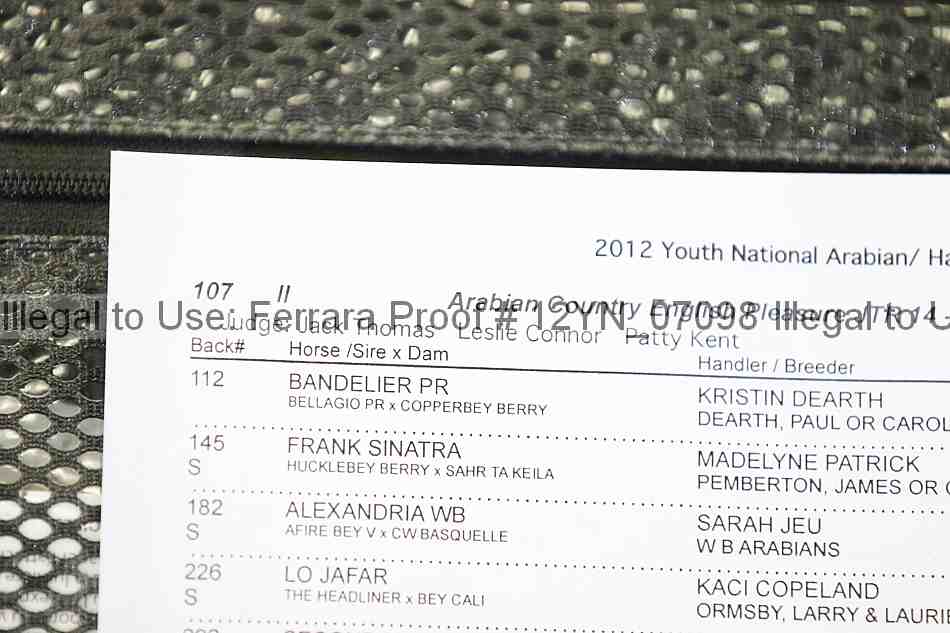 2012 Youth National Arabian/
107 II Arabian Country English Pleasure JTR 14
Illegal to Use: Ferrara Proof # 12YN_07098 Illegal to U
Judge: Jack Thomas Leslie Connor Patty Kent
Back# Horse /Sire x Dam Handler / Breeder
112 BANDELIER PR KRISTIN DEARTH
BELLAGIO PR x COPPERBEY BERRY DEARTH, PAUL OR CAROL
145 FRANK SINATRA MADELYNE PATRICK
S HUCKLEBEY BERRY x SAHR TA KEILA PEMBERTON, JAMES OR
182 ALEXANDRIA WB SARAH JEU
S AFIRE BEY V x CW BASQUELLE W B ARABIANS
226 LO JAFAR KACI COPELAND
S THE HEADLINER x BEY CALI ORMSBY, LARRY & LAURIE